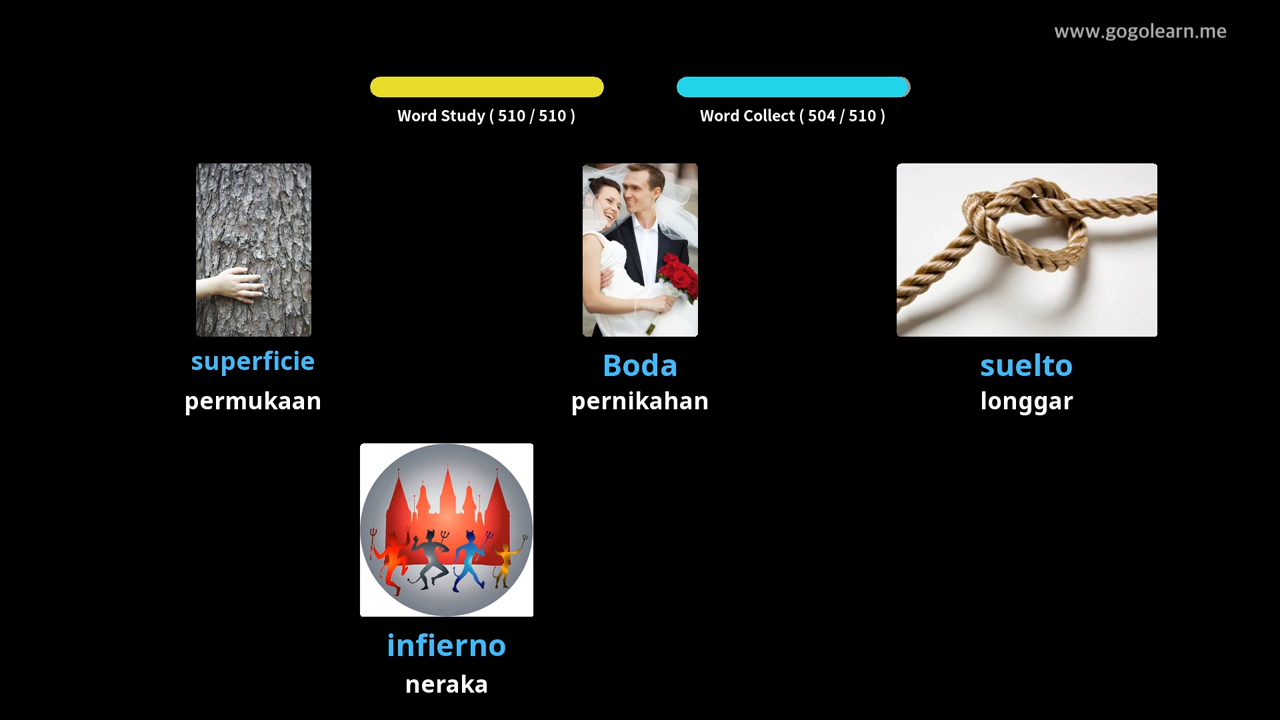 www.gogolearn.me
Word Study ( 510 / 510 )
Word Collect ( 504 / 510 )
superficie
permukaan
Boda
pernikahan
suelto
longgar
infierno
neraka